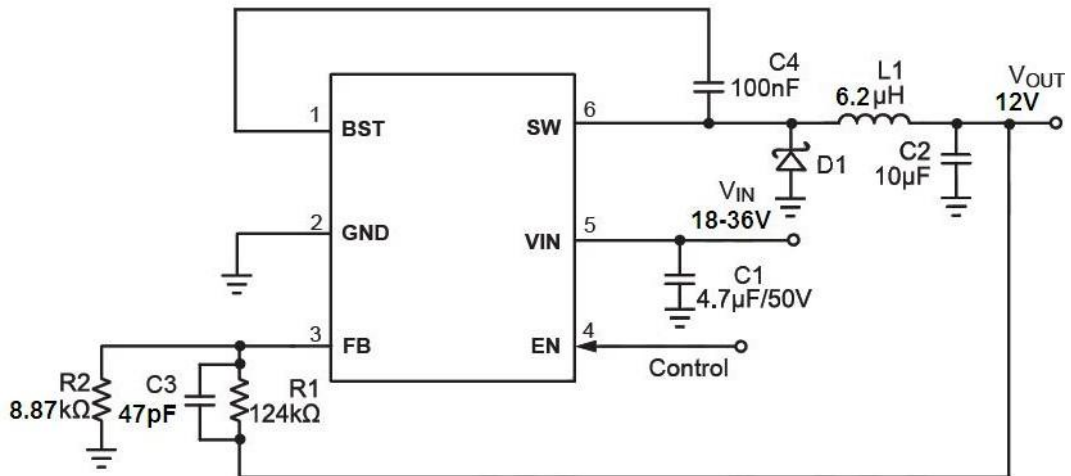 C4
100nF
L1
6.2µH
VOUT
12V
1
BST
SW
6
C2
10µF
D1
VIN
18-36V
2
GND
VIN
5
C1
4.7µF/50V
3
FB
EN
4
Control
R2
8.87kΩ
C3
47pF
R1
124kΩ